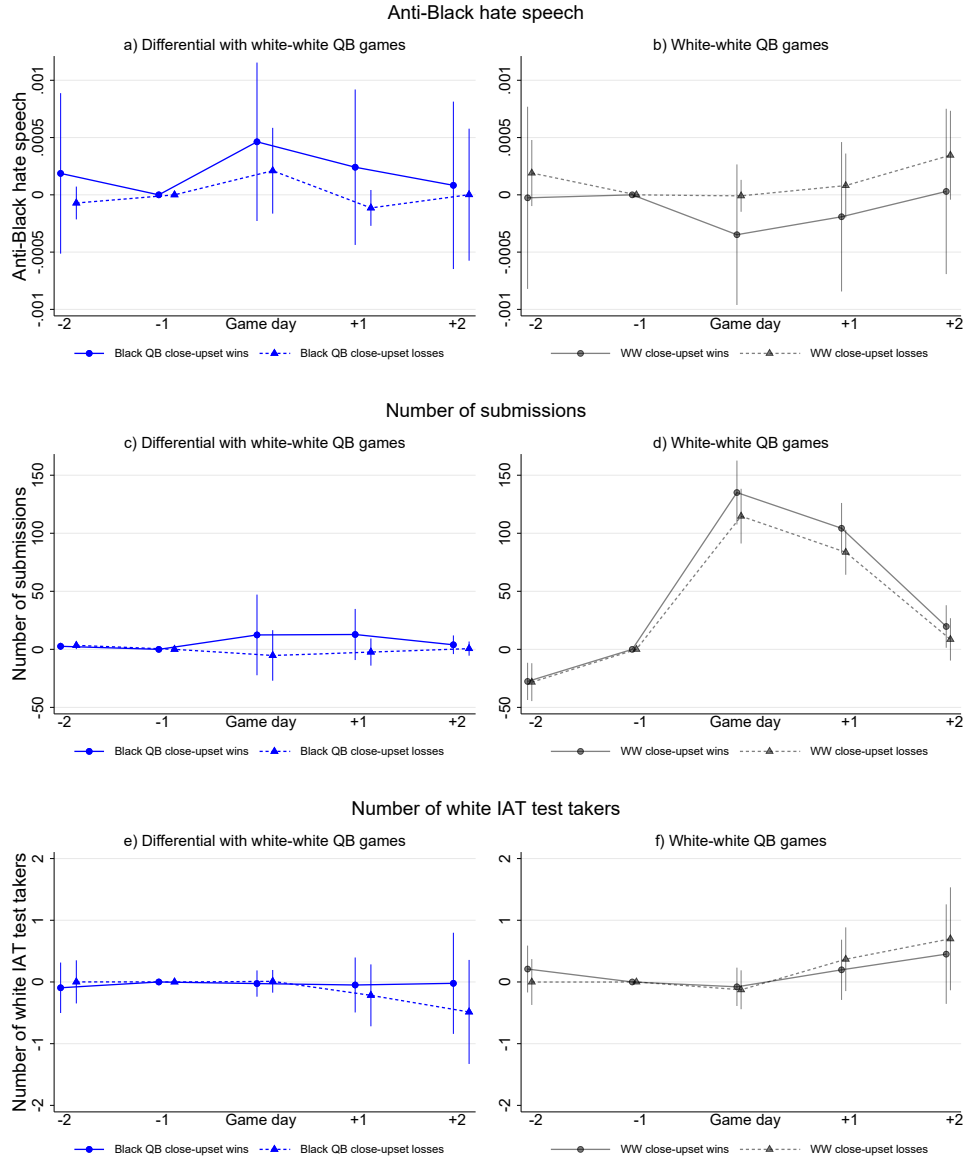 Anti-Black hate speech
a) Differential with white-white QB games
b) White-white QB games
Anti-Black hate speech
.001
.0005
0
-.0005
-.001
-2
-1
Game day
+1
+2
Black QB close-upset wins
Black QB close-upset losses
.001
.0005
0
-.0005
-.001
-2
-1
Game day
+1
+2
WW close-upset wins
WW close-upset losses
Number of submissions
c) Differential with white-white QB games
d) White-white QB games
Number of submissions
150
100
50
0
-50
-2
-1
Game day
+1
+2
Black QB close-upset wins
Black QB close-upset losses
150
100
50
0
-50
-2
-1
Game day
+1
+2
WW close-upset wins
WW close-upset losses
Number of white IAT test takers
e) Differential with white-white QB games
f) White-white QB games
Number of white IAT test takers
2
1
0
-1
-2
-2
-1
Game day
+1
+2
Black QB close-upset wins
Black QB close-upset losses
2
1
0
-1
-2
-2
-1
Game day
+1
+2
WW close-upset wins
WW close-upset losses